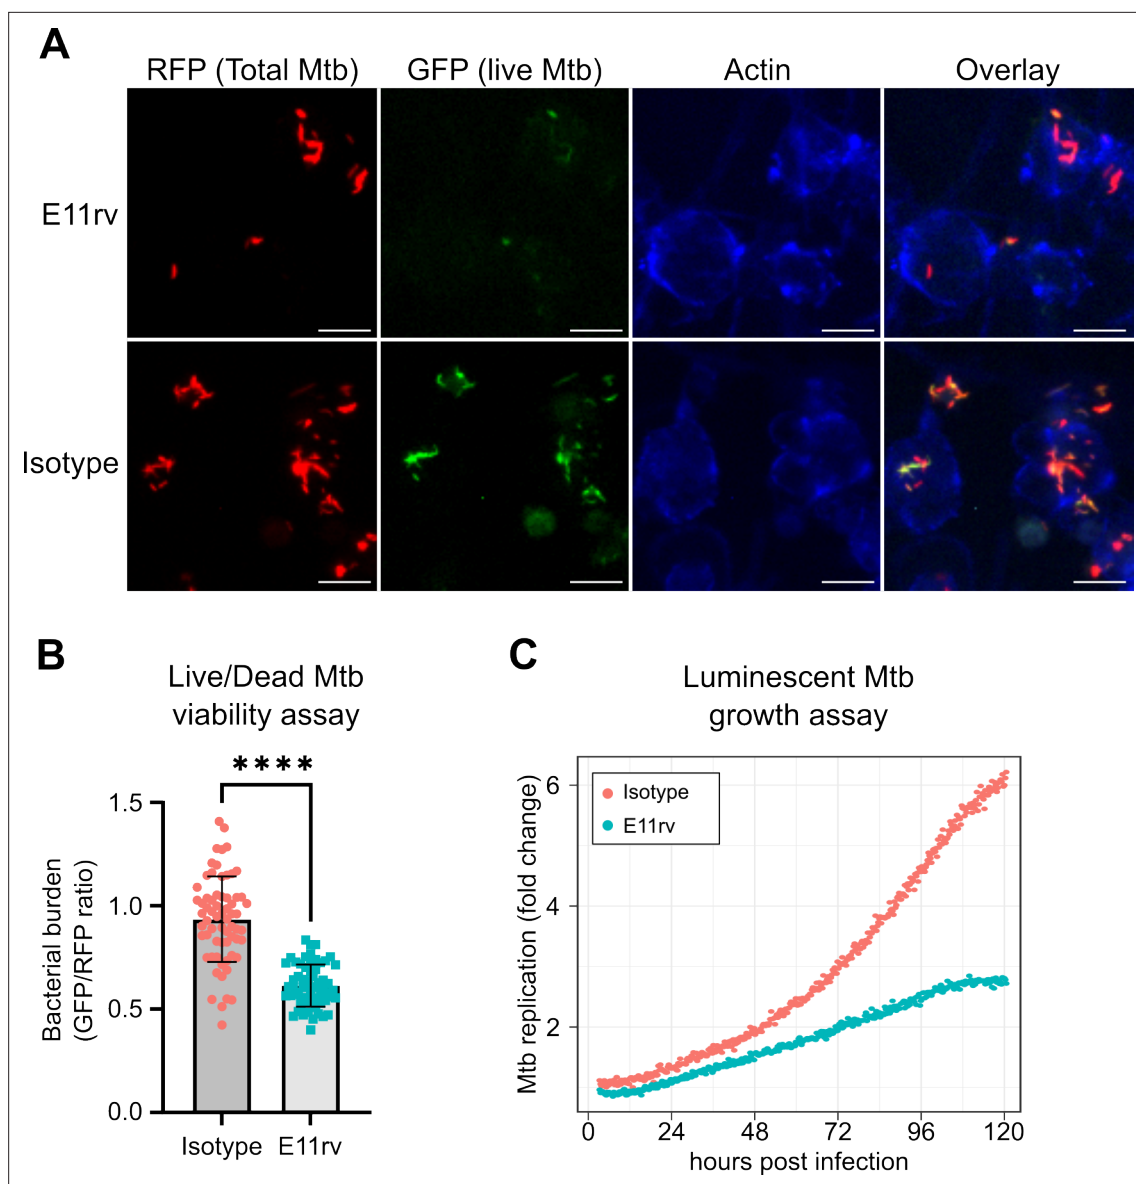 A
RFP (Total Mtb)
GFP (live Mtb)
Actin
Overlay
E11rv
Isotype
B
Live/Dead Mtb
viability assay
****
Bacterial burden
(GFP/RFP ratio)
1.5
1.0
0.5
0.0
Isotype
E11rv
C
Luminescent Mtb
growth assay
Mtb replication (fold change)
6
4
2
Isotype
E11rv
0
24
48
72
96
120
hours post infection